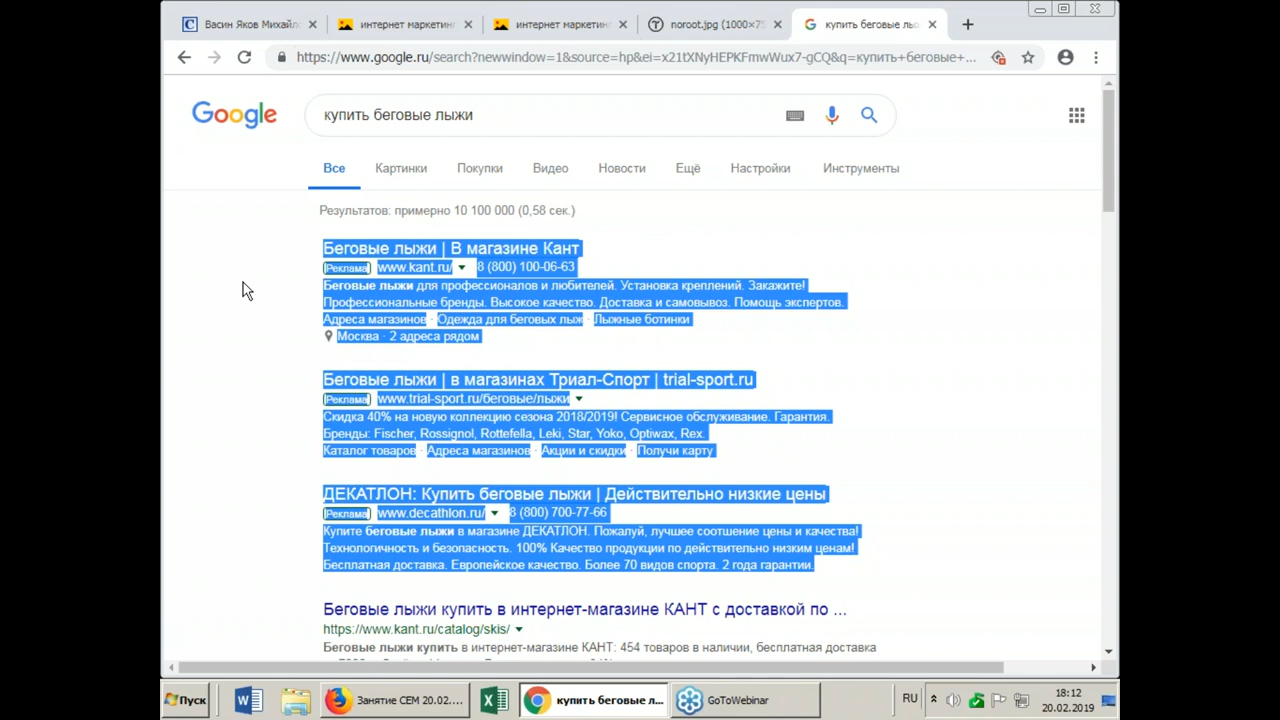 Васин Яков Михайло
интернет маркетинг
интернет маркетинг
noroot.jpg (1000×75
купить беговые лы
https://www.google.ru/search?newwindow=1&source=hp&ei=x21tXNyHEPKFmwWux7-gCQ&q=купить+беговые+...
Google
купить беговые лыжи
Все Картинки Покупки Видео Новости Ещё Настройки Инструменты
Результатов: примерно 10 100 000 (0,58 сек.)
Беговые лыжи | В магазине Кант
Реклама www.kant.ru/ 8 (800) 100-06-63
Беговые лыжи для профессионалов и любителей. Установка креплений. Закажите!
Профессиональные бренды. Высокое качество. Доставка и самовывоз. Помощь экспертов.
Адреса магазинов · Одежда для беговых лыж · Лыжные ботинки
Москва · 2 адреса рядом
Беговые лыжи | в магазинах Триал-Спорт | trial-sport.ru
Реклама www.trial-sport.ru/беговые/лыжи
Скидка 40% на новую коллекцию сезона 2018/2019! Сервисное обслуживание. Гарантия.
Бренды: Fischer, Rossignol, Rottefella, Leki, Star, Yoko, Optiwax, Rex.
Каталог товаров · Адреса магазинов · Акции и скидки · Получи карту
ДЕКАТЛОН: Купить беговые лыжи | Действительно низкие цены
Реклама www.decathlon.ru/ 8 (800) 700-77-66
Купите беговые лыжи в магазине ДЕКАТЛОН. Пожалуй, лучшее соотшение цены и качества!
Технологичность и безопасность. 100% Качество продукции по действительно низким ценам!
Бесплатная доставка. Европейское качество. Более 70 видов спорта. 2 года гарантии.
Беговые лыжи купить в интернет-магазине КАНТ с доставкой по ...
https://www.kant.ru/catalog/skis/
Беговые лыжи купить в интернет-магазине КАНТ: 454 товаров в наличии, бесплатная доставка
Пуск
Занятие СЕМ 20.02....
купить беговые л...
GoToWebinar
RU
18:12
20.02.2019